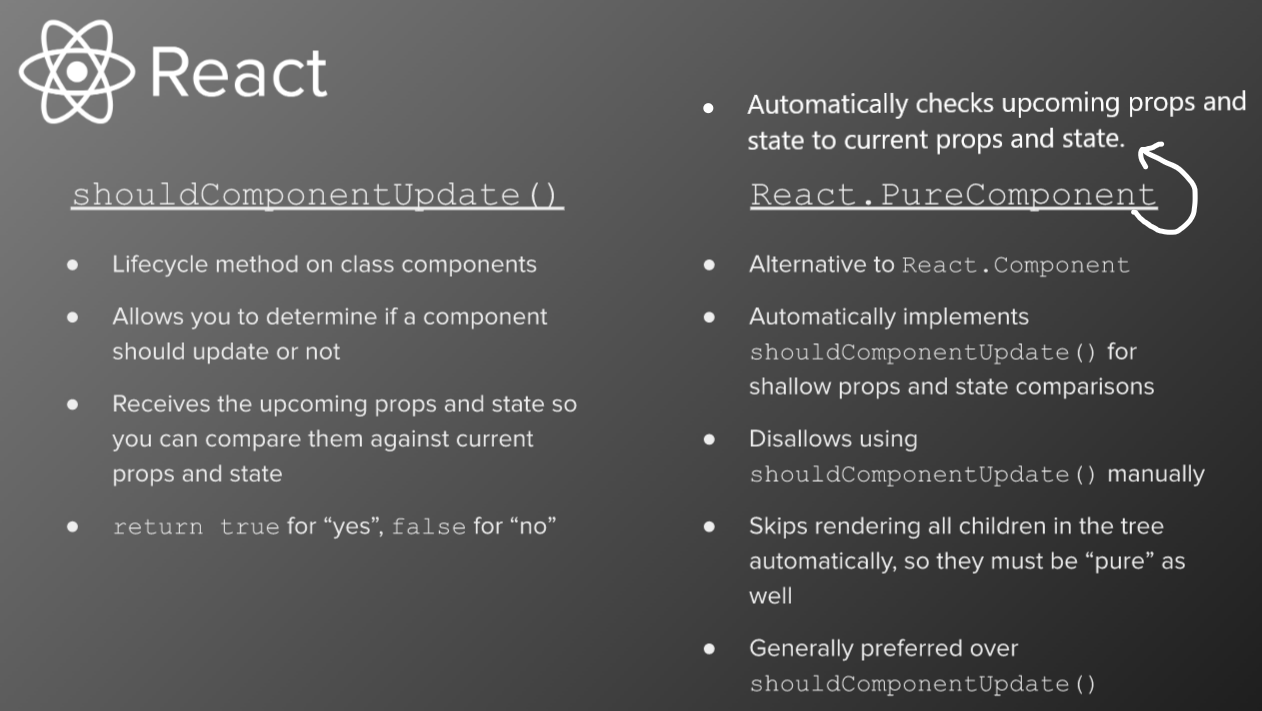 React
shouldComponentUpdate()
● Lifecycle method on class components
● Allows you to determine if a component
should update or not
● Receives the upcoming props and state so
you can compare them against current
props and state
● return true for “yes”, false for “no”
● Automatically checks upcoming props and
state to current props and state.
React.PureComponent
● Alternative to React.Component
● Automatically implements
shouldComponentUpdate() for
shallow props and state comparisons
● Disallows using
shouldComponentUpdate() manually
● Skips rendering all children in the tree
automatically, so they must be “pure” as
well
● Generally preferred over
shouldComponentUpdate()